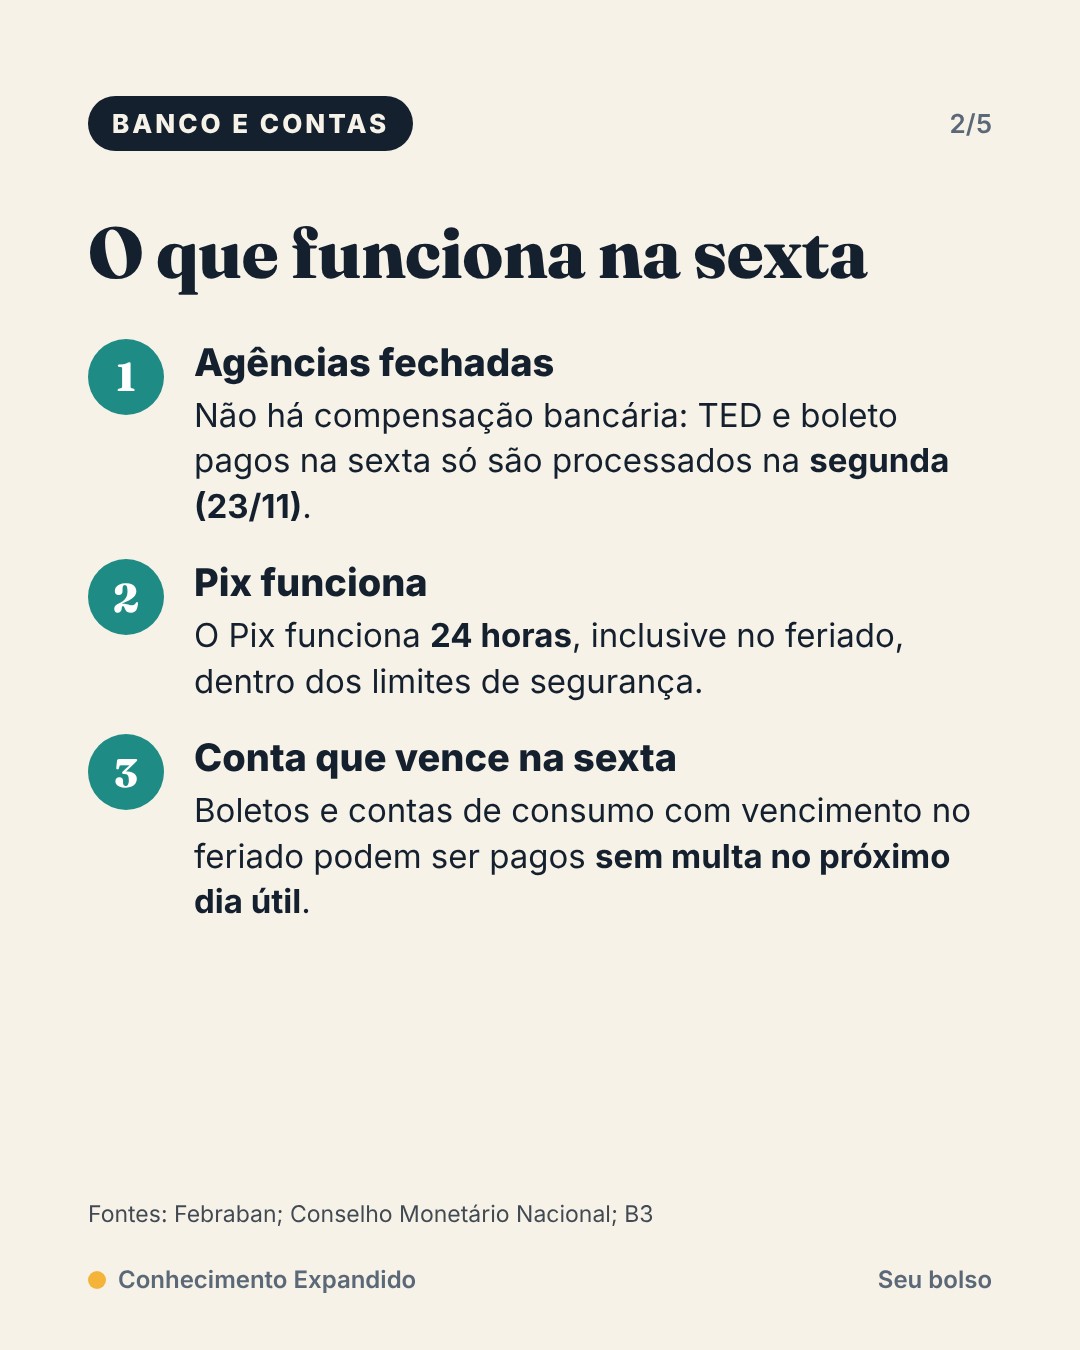 BANCO E CONTAS
2/5
O que funciona na sexta
1
Agências fechadas
Não há compensação bancária: TED e boleto
pagos na sexta só são processados na segunda
(23/11).
2
Pix funciona
O Pix funciona 24 horas, inclusive no feriado,
dentro dos limites de segurança.
3
Conta que vence na sexta
Boletos e contas de consumo com vencimento no
feriado podem ser pagos sem multa no próximo
dia útil.
Fontes: Febraban; Conselho Monetário Nacional; B3
Conhecimento Expandido
Seu bolso